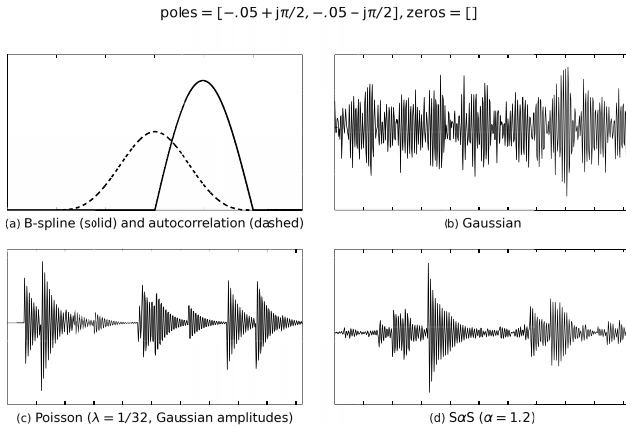 poles = [−.05 + jπ/2, −.05 − jπ/2], zeros = []
(a) B-spline (solid) and autocorrelation (dashed)
(b) Gaussian
(c) Poisson (λ = 1/32, Gaussian amplitudes)
(d) SαS (α = 1.2)